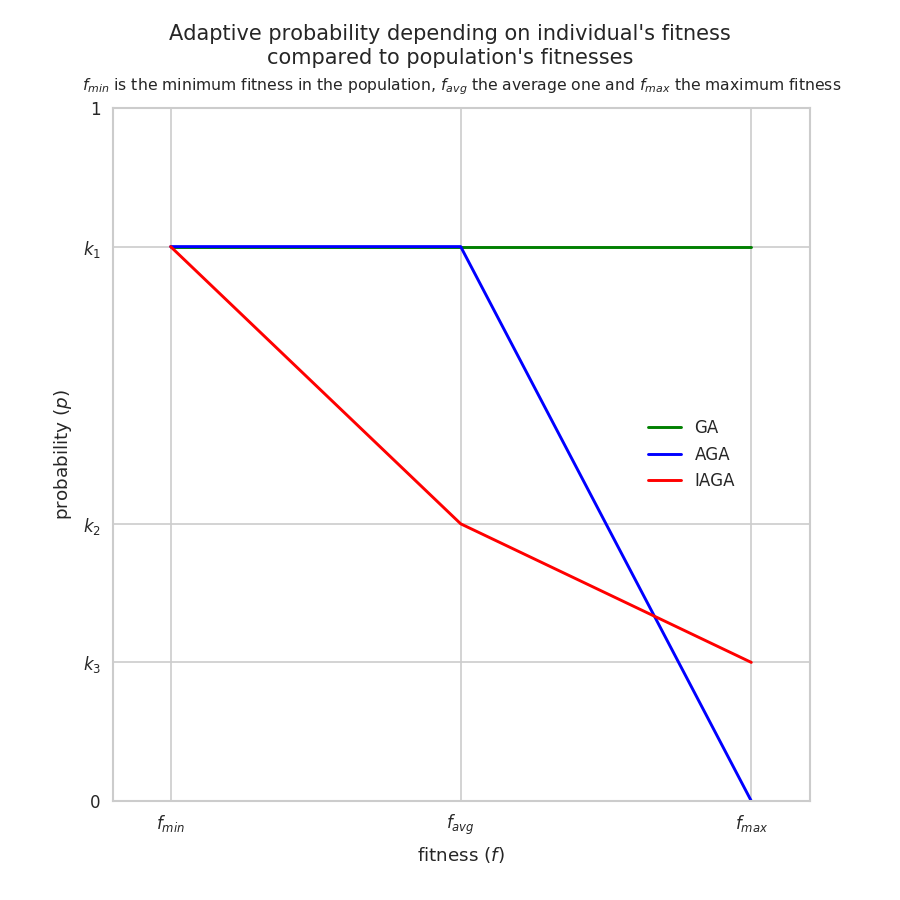 Adaptive probability depending on individual's fitness
compared to population's fitnesses
f_min is the minimum fitness in the population, f_avg the average one and f_max the maximum fitness
1
k_1
k_2
k_3
0
probability (p)
GA
AGA
IAGA
f_min f_avg f_max
fitness (f)